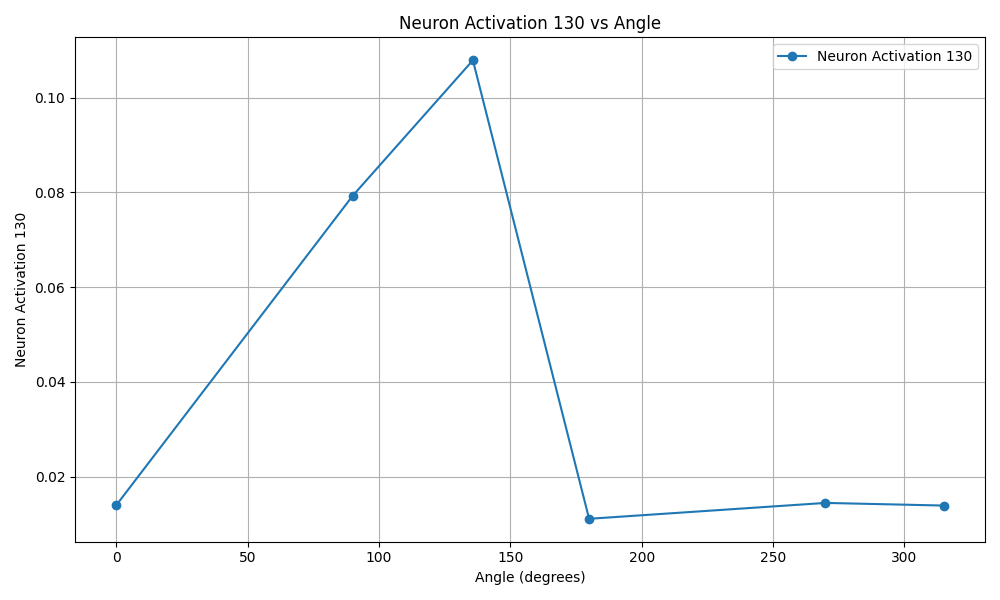 Neuron Activation 130 vs Angle
Neuron Activation 130
0.10
0.08
0.06
0.04
0.02
Neuron Activation 130
0 50 100 150 200 250 300
Angle (degrees)